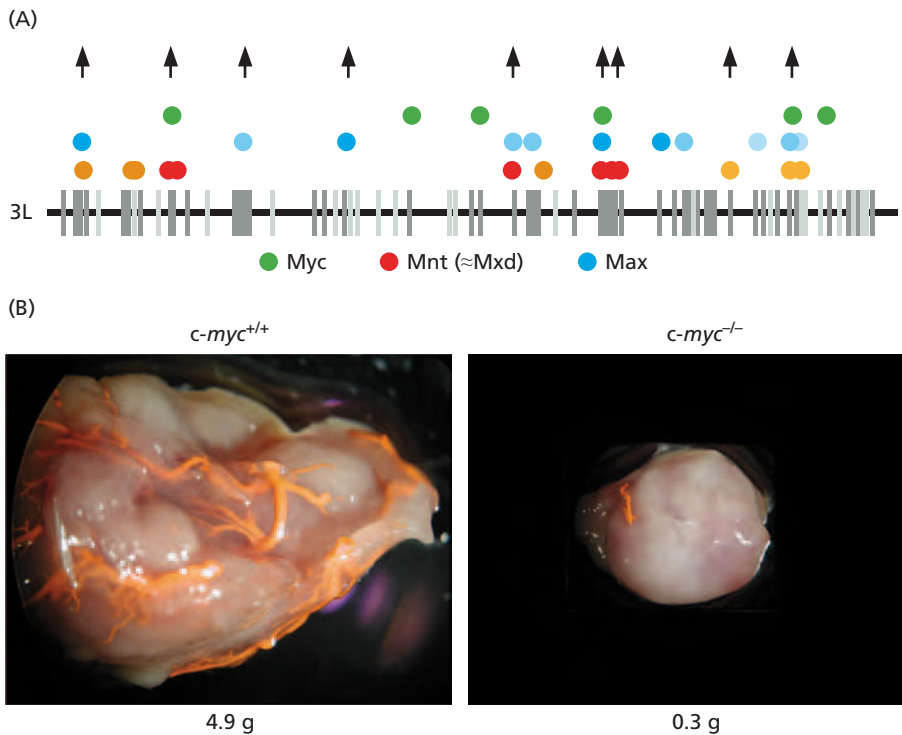 (A)
3L
Myc
Mnt (≈Mxd)
Max
(B)
c-myc+/+
c-myc–/–
4.9 g
0.3 g